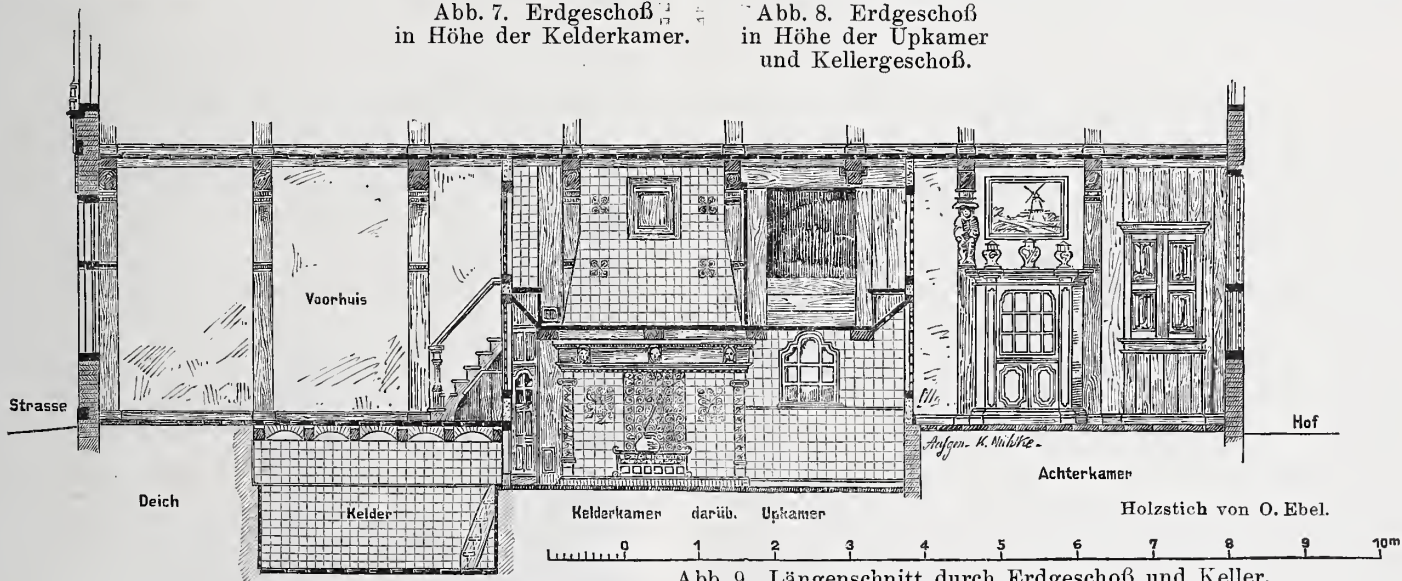 Abb. 7. Erdgeschoß
in Höhe der Kelderkamer.
Abb. 8. Erdgeschoß
in Höhe der Upkamer
und Kellergeschoß.
Voorhuis
Strasse
Hof
Aufgen. K. Mühlke.
Deich
Kelder
Kelderkamer darüb. Upkamer
Achterkamer
Holzstich von O. Ebel.
0 1 2 3 4 5 6 7 8 9 10m
Abb. 9. Längenschnitt durch Erdgeschoß und Keller.